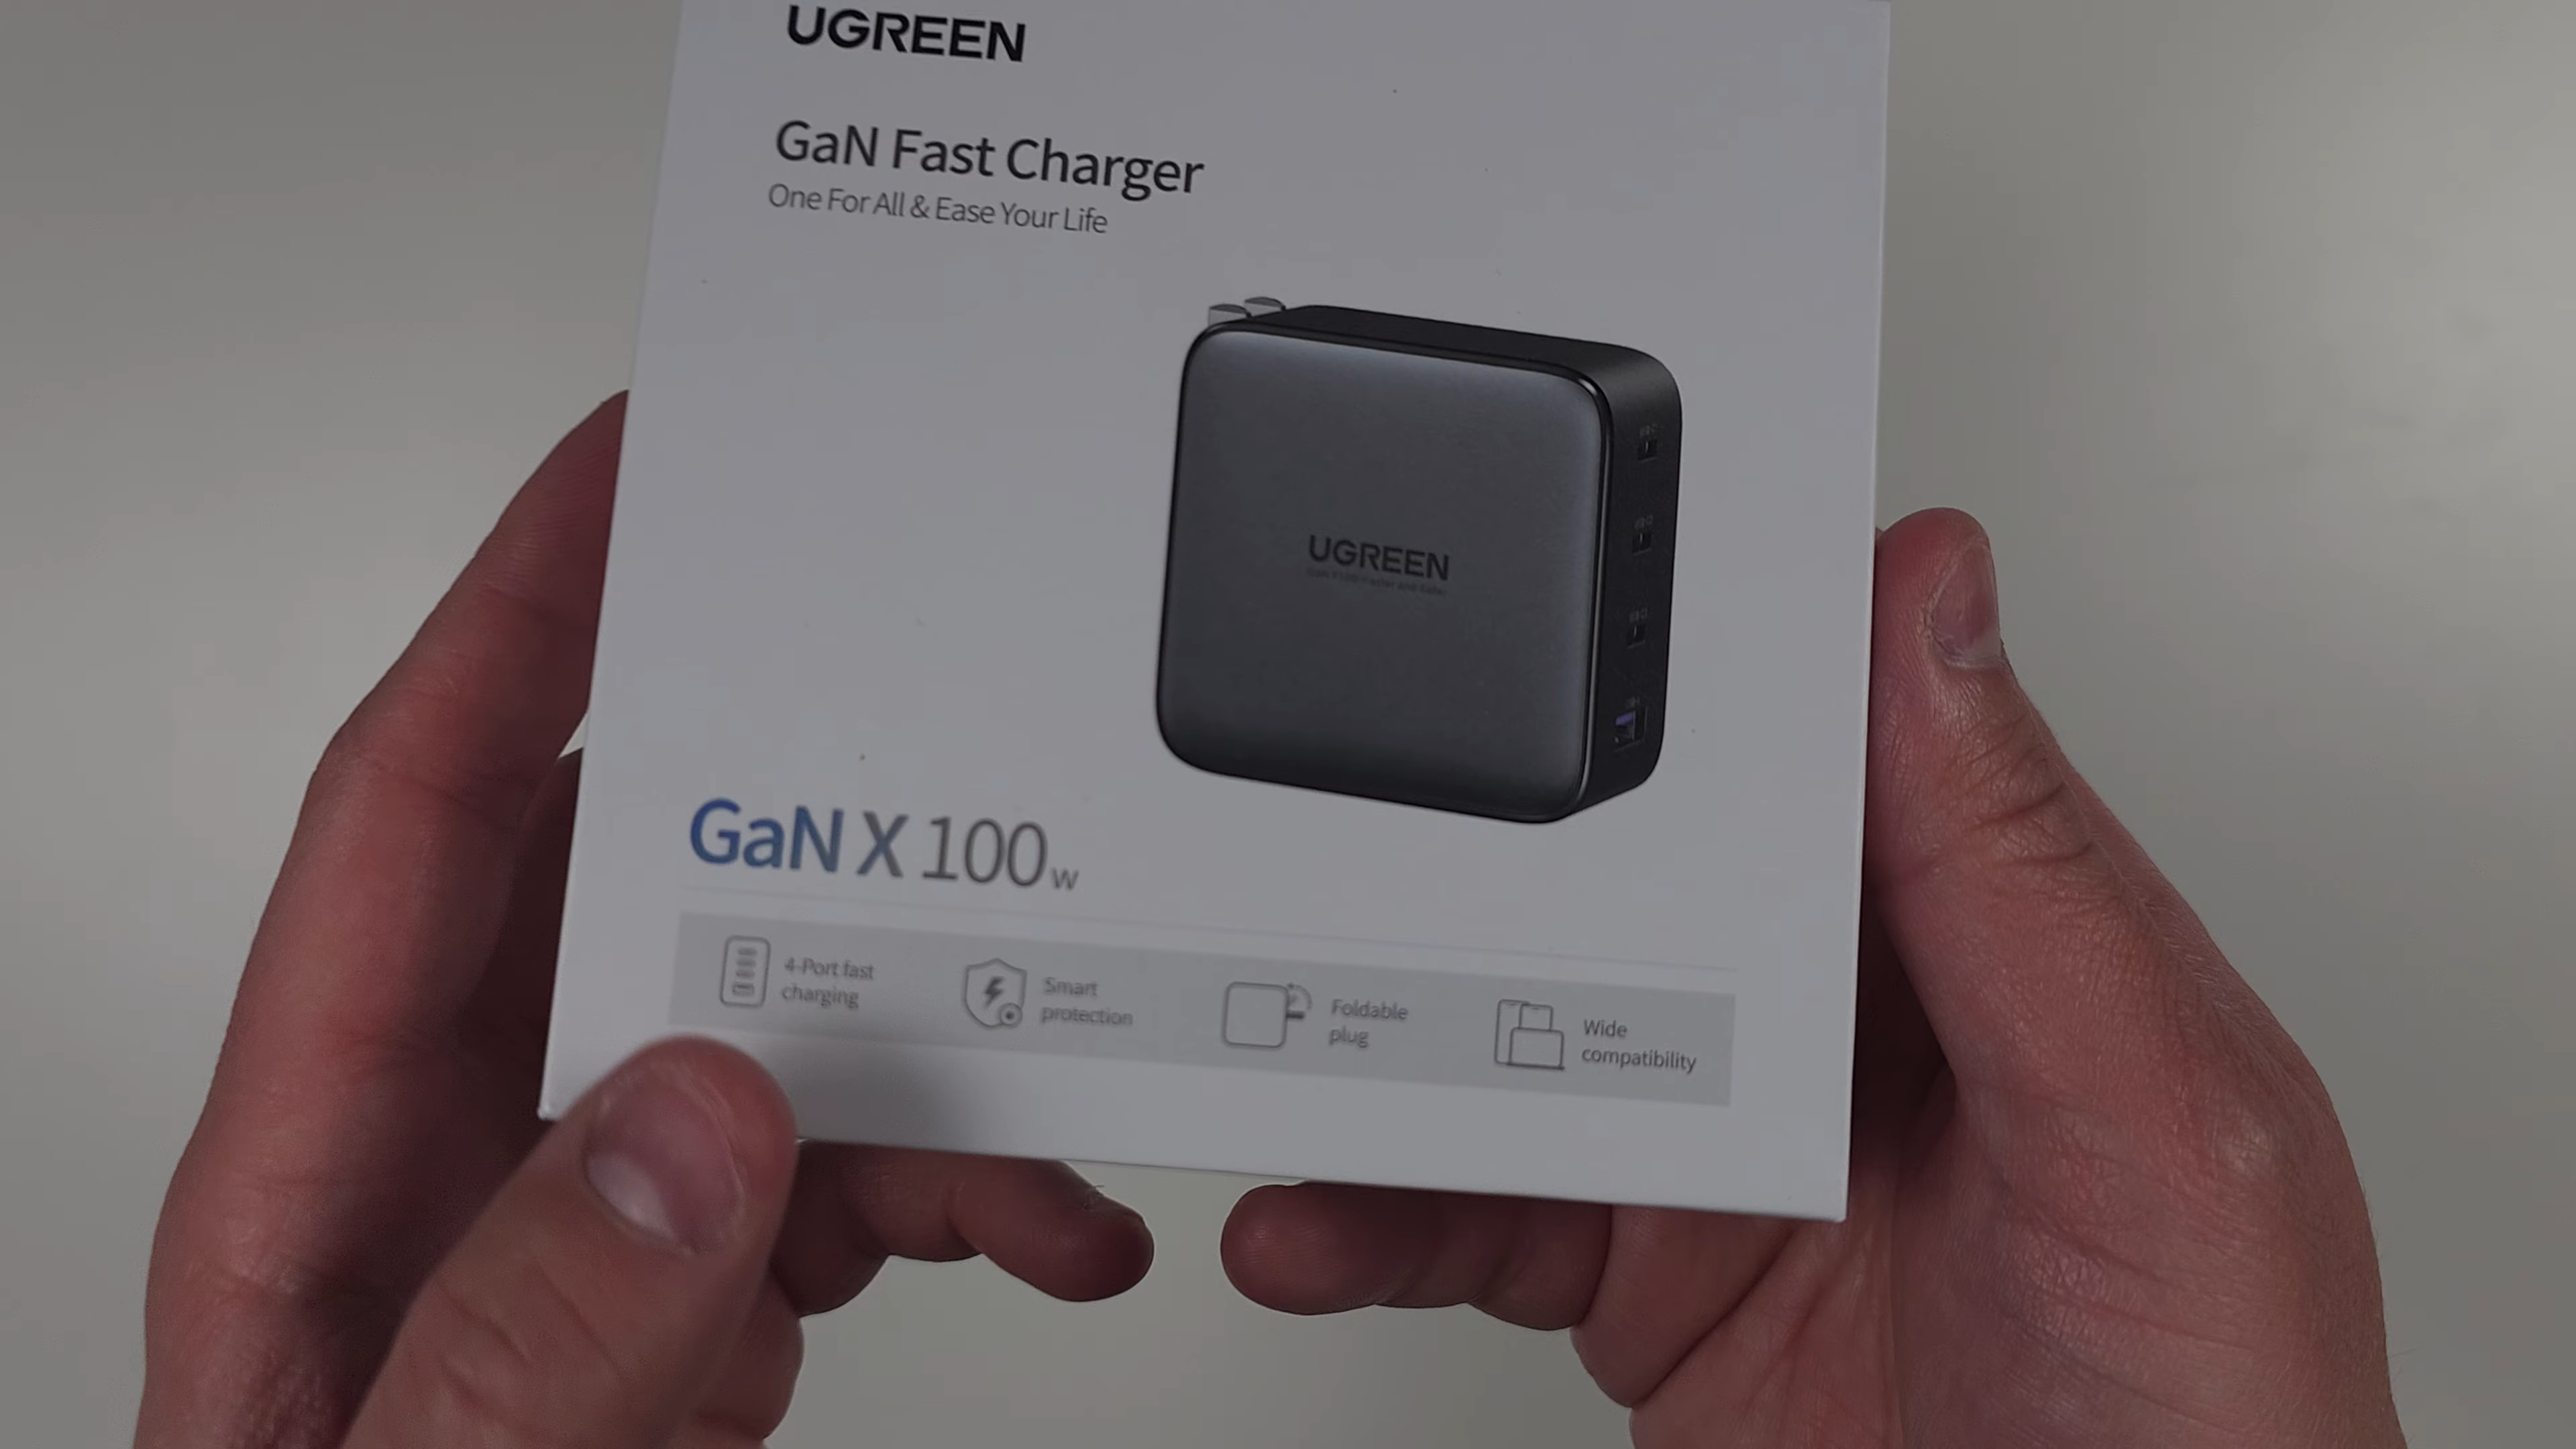 UGREEN
GaN Fast Charger
One For All & Ease Your Life
UGREEN
GaN X 100W
4-Port fast
charging
Smart
protection
Foldable
plug
Wide
compatibility